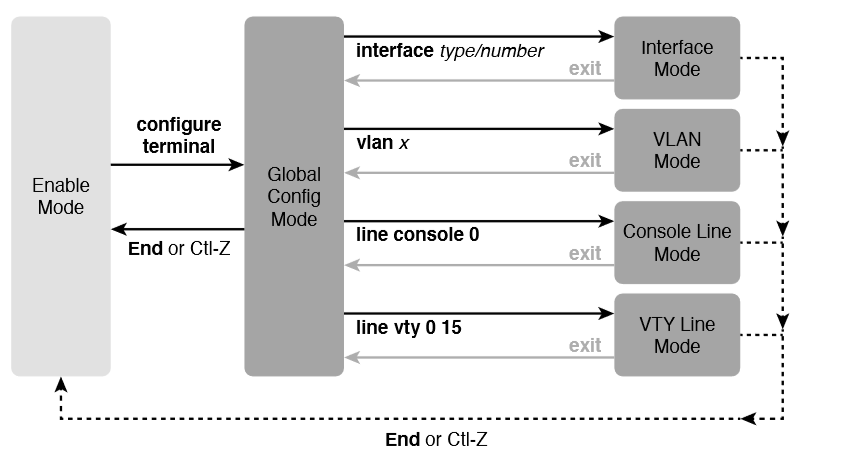 Enable
Mode
configure
terminal
End or Ctl-Z
Global
Config
Mode
interface type/number
exit
Interface
Mode
vlan x
exit
VLAN
Mode
line console 0
exit
Console Line
Mode
line vty 0 15
exit
VTY Line
Mode
End or Ctl-Z